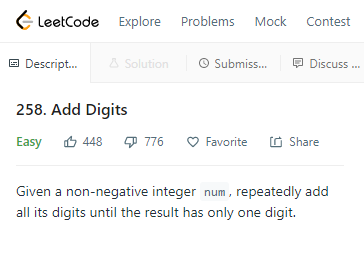 LeetCode Explore Problems Mock Contest
Descript... Solution Submiss... Discuss ...
258. Add Digits
Easy 448 776 Favorite Share
Given a non-negative integer num, repeatedly add
all its digits until the result has only one digit.